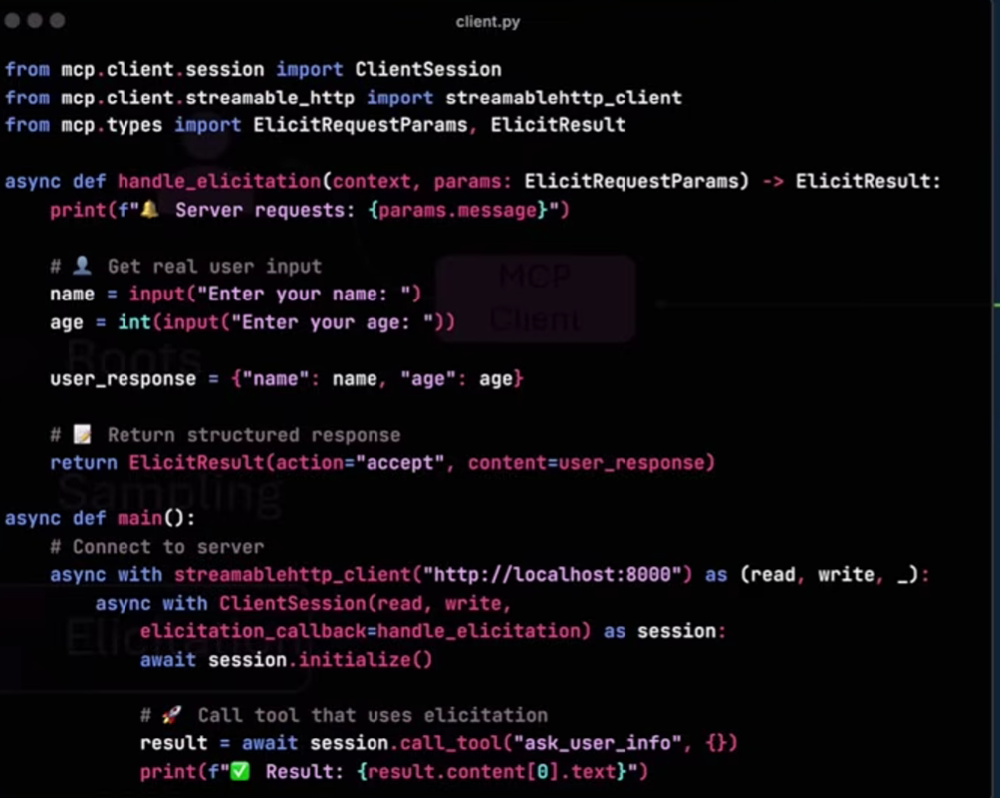 client.py
from mcp.client.session import ClientSession
from mcp.client.streamable_http import streamablehttp_client
from mcp.types import ElicitRequestParams, ElicitResult
async def handle_elicitation(context, params: ElicitRequestParams) -> ElicitResult:
    print(f"🔔 Server requests: {params.message}")
    # 👤 Get real user input
    name = input("Enter your name: ")
    age = int(input("Enter your age: "))
    user_response = {"name": name, "age": age}
    # 📝 Return structured response
    return ElicitResult(action="accept", content=user_response)
async def main():
    # Connect to server
    async with streamablehttp_client("http://localhost:8000") as (read, write, _):
        async with ClientSession(read, write,
            elicitation_callback=handle_elicitation) as session:
            await session.initialize()
            # 🚀 Call tool that uses elicitation
            result = await session.call_tool("ask_user_info", {})
            print(f"✅ Result: {result.content[0].text}")
MCP
Client
Roots
Sampling
Elicitation